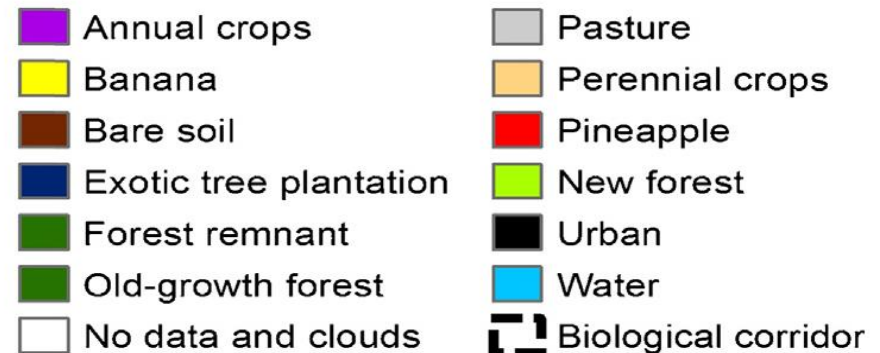 Annual crops
Banana
Bare soil
Exotic tree plantation
Forest remnant
Old-growth forest
No data and clouds
Pasture
Perennial crops
Pineapple
New forest
Urban
Water
Biological corridor